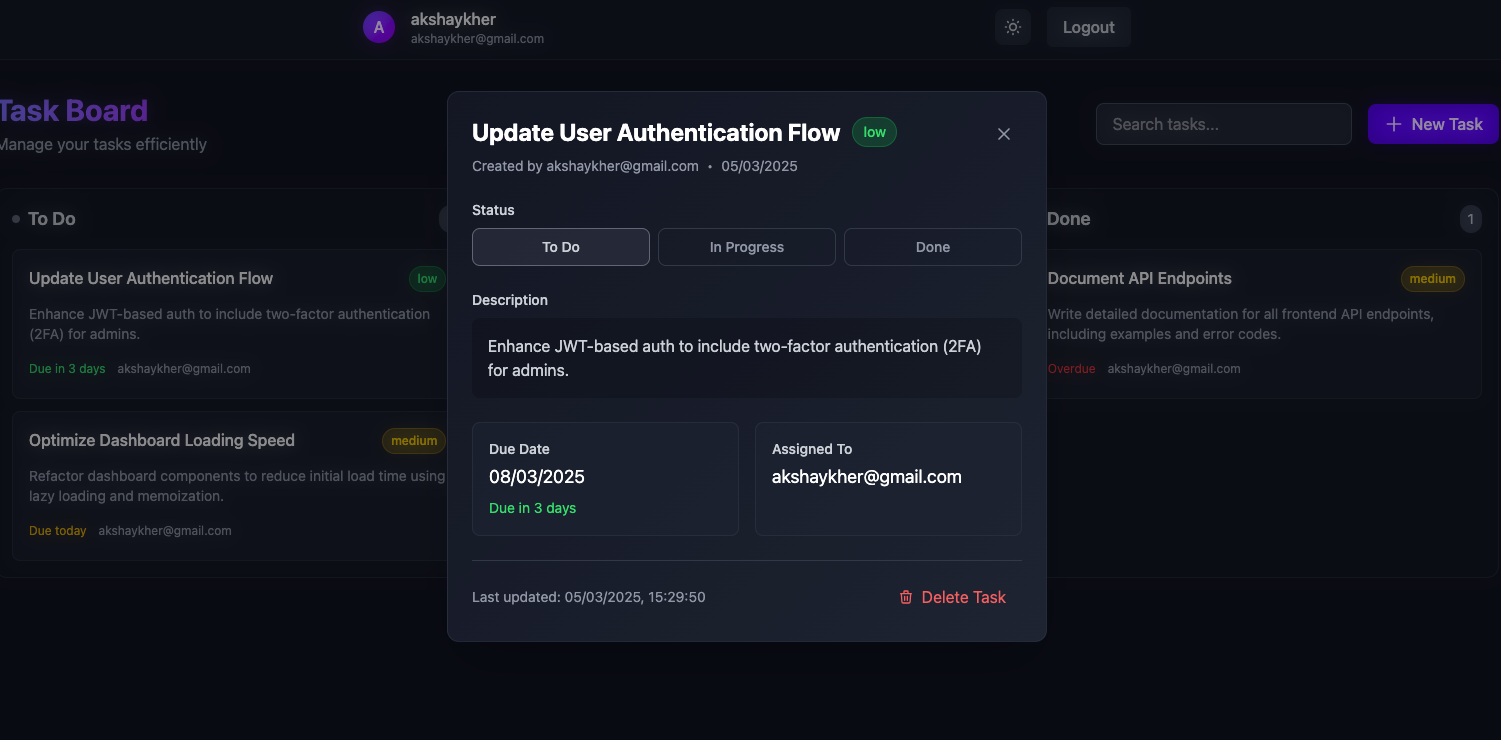 A
akshaykher
akshaykher@gmail.com
Logout
Task Board
Manage your tasks efficiently
Search tasks...
+ New Task
To Do
Update User Authentication Flow low
Enhance JWT-based auth to include two-factor authentication
(2FA) for admins.
Due in 3 days akshaykher@gmail.com
Optimize Dashboard Loading Speed medium
Refactor dashboard components to reduce initial load time using
lazy loading and memoization.
Due today akshaykher@gmail.com
Update User Authentication Flow low
Created by akshaykher@gmail.com • 05/03/2025
Status
To Do In Progress Done
Description
Enhance JWT-based auth to include two-factor authentication (2FA)
for admins.
Due Date
08/03/2025
Due in 3 days
Assigned To
akshaykher@gmail.com
Last updated: 05/03/2025, 15:29:50
Delete Task
Done 1
Document API Endpoints medium
Write detailed documentation for all frontend API endpoints,
including examples and error codes.
Overdue akshaykher@gmail.com